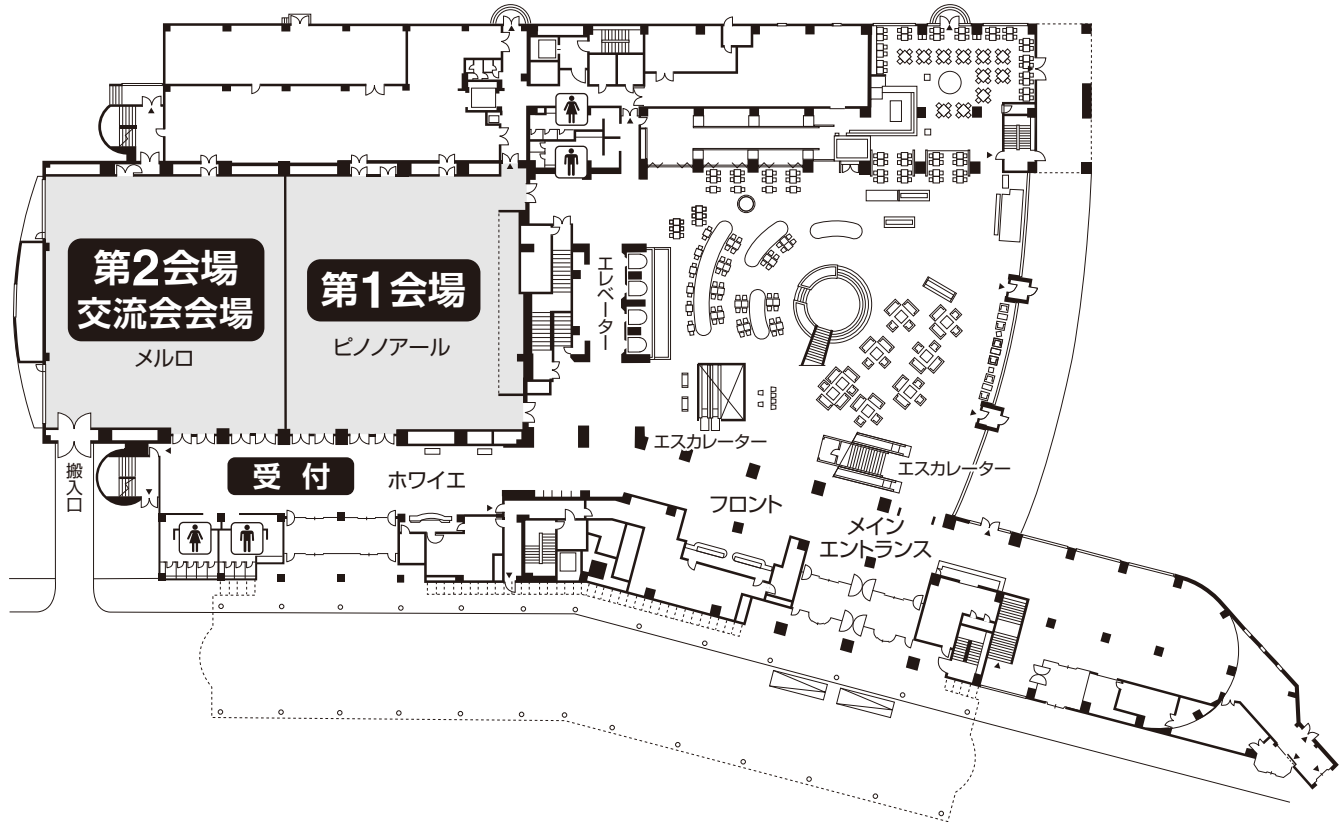 第2会場
交流会会場
メルロ
第1会場
ピノノアール
エレベーター
エスカレーター
エスカレーター
搬入口
受付
ホワイエ
フロント
メイン
エントランス